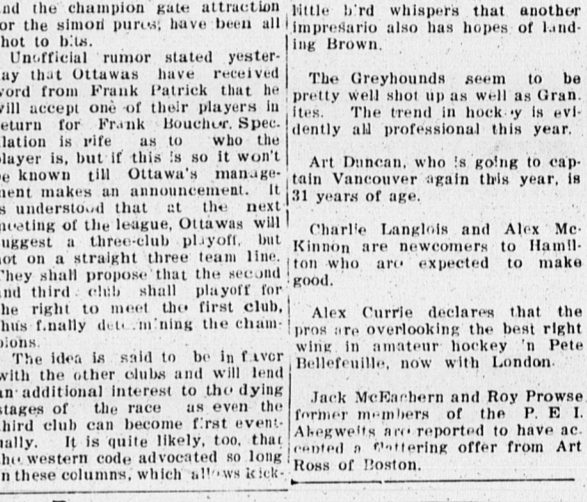 and the champion gate attraction
for the simon pures, have been all
shot to bits.
Unofficial rumor stated yester-
day that Ottawas have received
word from Frank Patrick that he
will accept one of their players in
return for Frank Boucher. Spec-
ulation is rife as to who the
player is, but if this is so it won't
be known till Ottawa's manage-
ment makes an announcement. It
is understood that at the next
meeting of the league, Ottawas will
suggest a three-club playoff, but
not on a straight three team line.
They shall propose that the second
and third club shall playoff for
the right to meet the first club,
thus finally determining the cham-
pions.
The idea is said to be in favor
with the other clubs and will lend
an additional interest to the dying
stages of the race as even the
third club can become first event-
ually. It is quite likely, too, that
the western code advocated so long
in these columns, which allows kick-
little bird whispers that another
impresario also has hopes of land-
ing Brown.
The Greyhounds seem to be
pretty well shot up as well as Gran-
ites. The trend in hockey is evi-
dently all professional this year.
Art Duncan, who is going to cap-
tain Vancouver again this year, is
31 years of age.
Charlie Langlois and Alex Mc-
Kinnon are newcomers to Hamil-
ton who are expected to make
good.
Alex Currie declares that the
pros are overlooking the best right
wing in amateur hockey in Pete
Bellefeuille, now with London.
Jack McEachern and Roy Prowse
former members of the P. E. I.
Abegweits are reported to have ac-
cepted a flattering offer from Art
Ross of Boston.